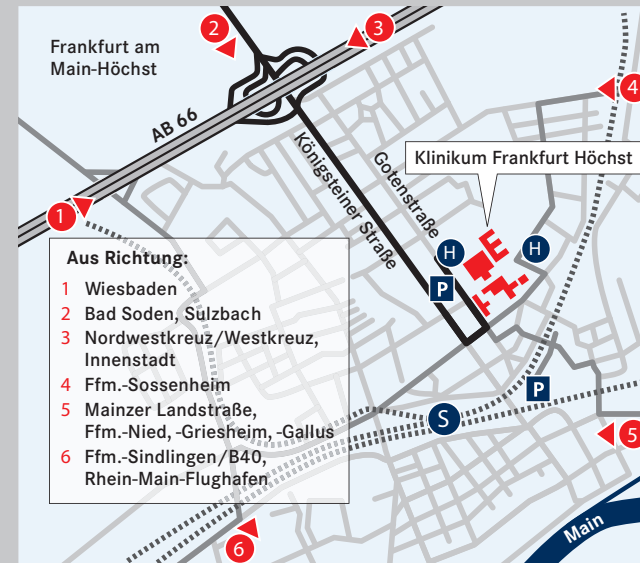 2
3
Frankfurt am
Main-Höchst
4
AB 66
Königsteiner Straße
Gotenstraße
Klinikum Frankfurt Höchst
1
H
H
P
Aus Richtung:
1 Wiesbaden
2 Bad Soden, Sulzbach
3 Nordwestkreuz/Westkreuz,
Innenstadt
4 Ffm.-Sossenheim
5 Mainzer Landstraße,
Ffm.-Nied, -Griesheim, -Gallus
6 Ffm.-Sindlingen/B40,
Rhein-Main-Flughafen
P
S
5
Main
6